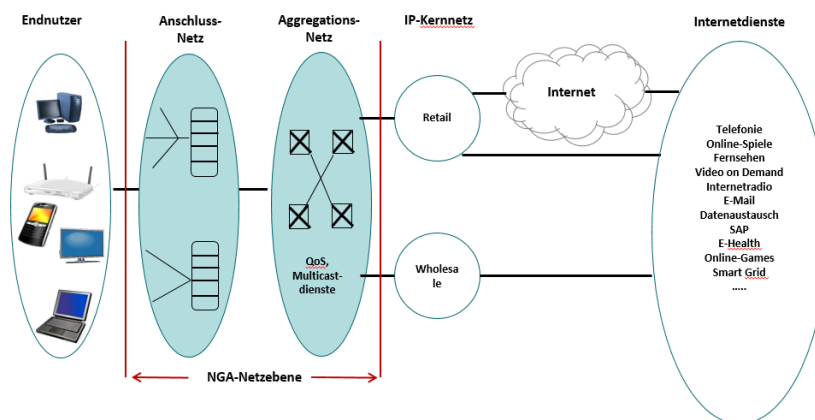 Endnutzer
Anschluss-
Netz
Aggregations-
Netz
IP-Kernnetz
Internetdienste
Retail
Internet
Telefonie
Online-Spiele
Fernsehen
Video on Demand
Internetradio
E-Mail
Datenaustausch
SAP
E-Health
Online-Games
Smart Grid
.....
QoS,
Multicast-
dienste
Wholesa
le
NGA-Netzebene